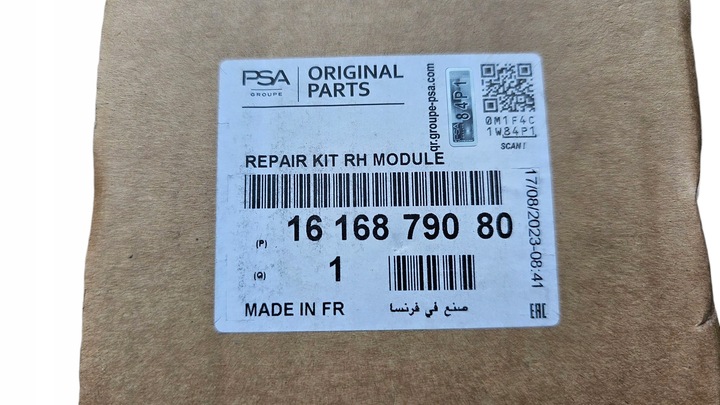 PSA
GROUPE
ORIGINAL
PARTS
qr.groupe-psa.com
84P1
0M1F4C
1W84P1
SCAN !
REPAIR KIT RH MODULE
(P) 16 168 790 80
(Q) 1
17/08/2023-08:41
MADE IN FR
صنع في فرنسا
EAC